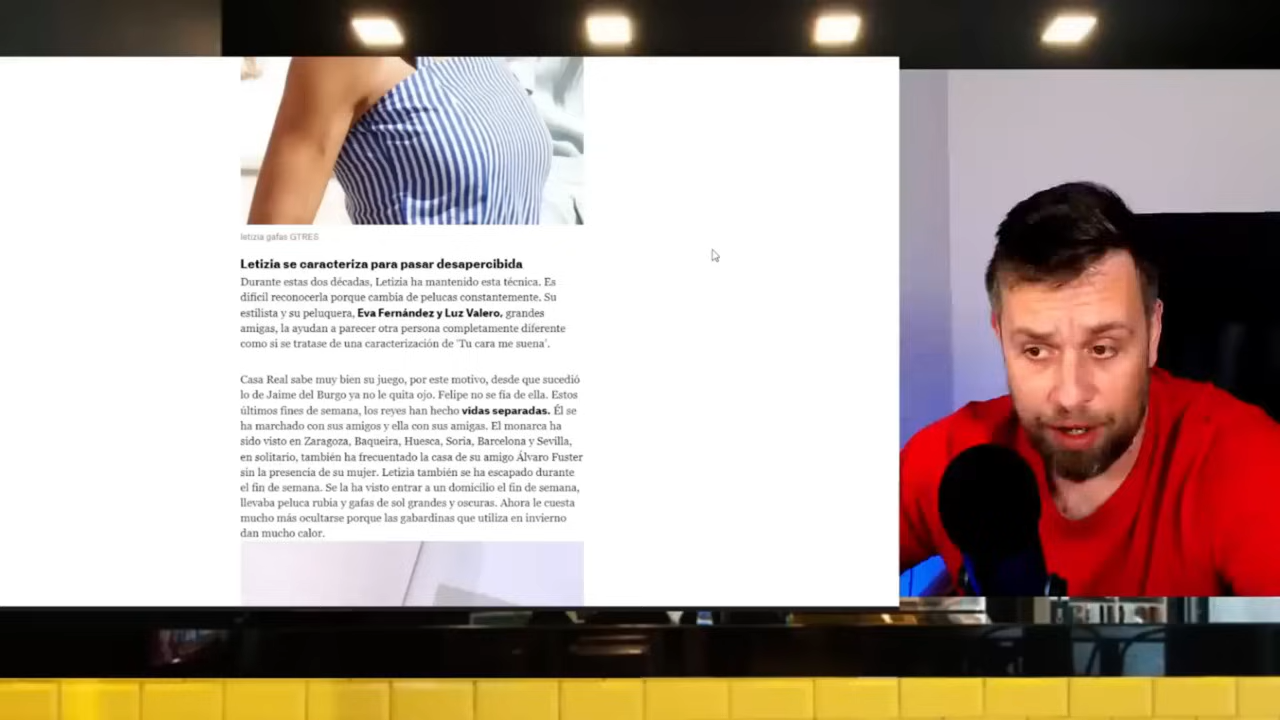 letizia gafas GTRES
Letizia se caracteriza para pasar desapercibida
Durante estas dos décadas, Letizia ha mantenido esta técnica. Es
difícil reconocerla porque cambia de pelucas constantemente. Su
estilista y su peluquera, Eva Fernández y Luz Valero, grandes
amigas, la ayudan a parecer otra persona completamente diferente
como si se tratase de una caracterización de 'Tu cara me suena'.
Casa Real sabe muy bien su juego, por este motivo, desde que sucedió
lo de Jaime del Burgo ya no le quita ojo. Felipe no se fía de ella. Estos
últimos fines de semana, los reyes han hecho vidas separadas. Él se
ha marchado con sus amigos y ella con sus amigas. El monarca ha
sido visto en Zaragoza, Baqueira, Huesca, Soria, Barcelona y Sevilla,
en solitario, también ha frecuentado la casa de su amigo Álvaro Fuster
sin la presencia de su mujer. Letizia también se ha escapado durante
el fin de semana. Se la ha visto entrar a un domicilio el fin de semana,
llevaba peluca rubia y gafas de sol grandes y oscuras. Ahora le cuesta
mucho más ocultarse porque las gabardinas que utiliza en invierno
dan mucho calor.